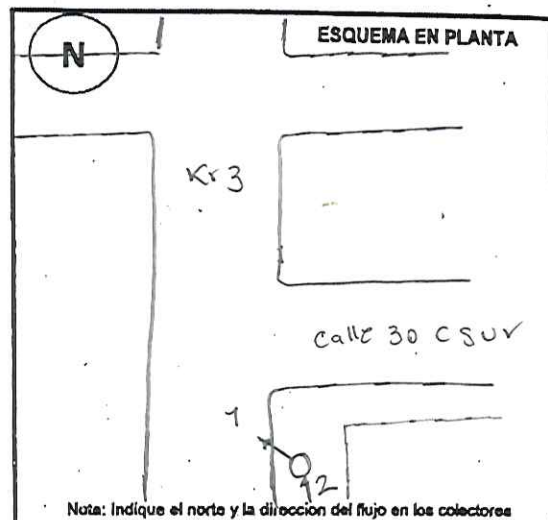 ESQUEMA EN PLANTA
N
Kr 3
Calle 30 C SUr
1
12
Nota: Indique el norte y la dirección del flujo en los colectores